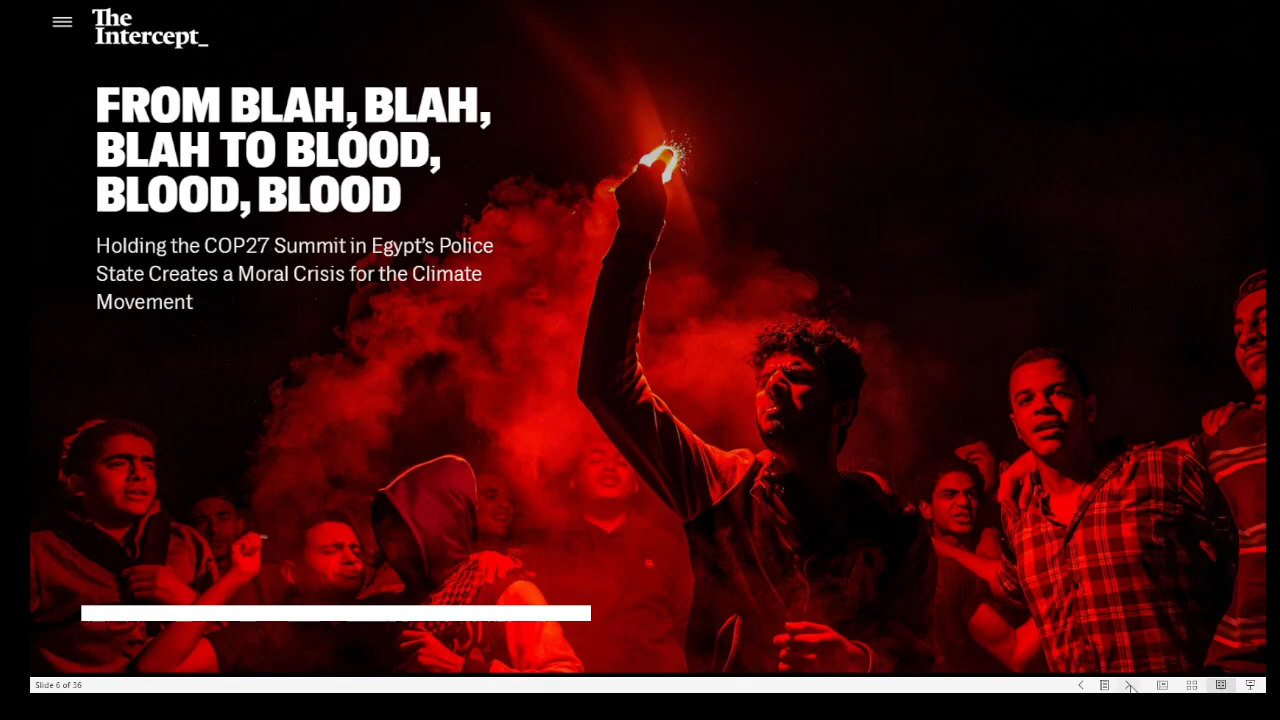 The
Intercept_
FROM BLAH, BLAH,
BLAH TO BLOOD,
BLOOD, BLOOD
Holding the COP27 Summit in Egypt's Police
State Creates a Moral Crisis for the Climate
Movement
Slide 6 of 36